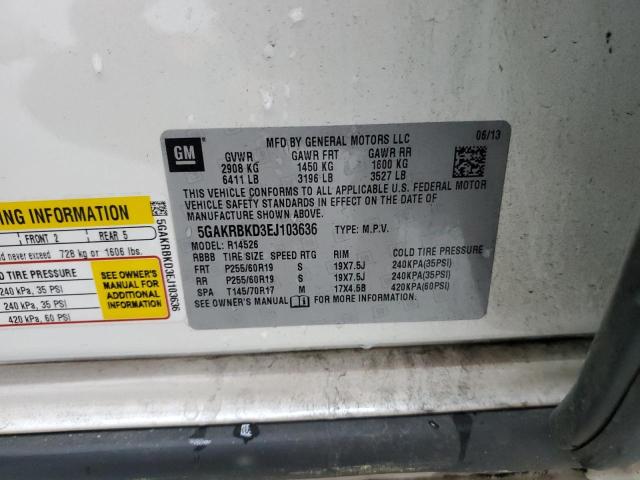 GM
MFD BY GENERAL MOTORS LLC 06/13
GVWR GAWR FRT GAWR RR
2908 KG 1450 KG 1600 KG
6411 LB 3196 LB 3527 LB
THIS VEHICLE CONFORMS TO ALL APPLICABLE U.S. FEDERAL MOTOR
VEHICLE SAFETY STANDARDS IN EFFECT ON THE DATE OF
MANUFACTURE SHOWN ABOVE.
5GAKRBKD3EJ103636 TYPE: M.P.V.
MODEL: R14526
RBBB TIRE SIZE SPEED RTG RIM COLD TIRE PRESSURE
FRT P255/60R19 S 19X7.5J 240KPA(35PSI)
RR P255/60R19 S 19X7.5J 240KPA(35PSI)
SPA T145/70R17 M 17X4.5B 420KPA(60PSI)
SEE OWNER'S MANUAL FOR MORE INFORMATION.
ING INFORMATION
FRONT 2 REAR 5
exceed 728 kg or 1606 lbs.
TIRE PRESSURE
240 kPa, 35 PSI
240 kPa, 35 PSI
420 kPa, 60 PSI
SEE OWNER'S
MANUAL FOR
ADDITIONAL
INFORMATION
5GAKRBKD3EJ103636